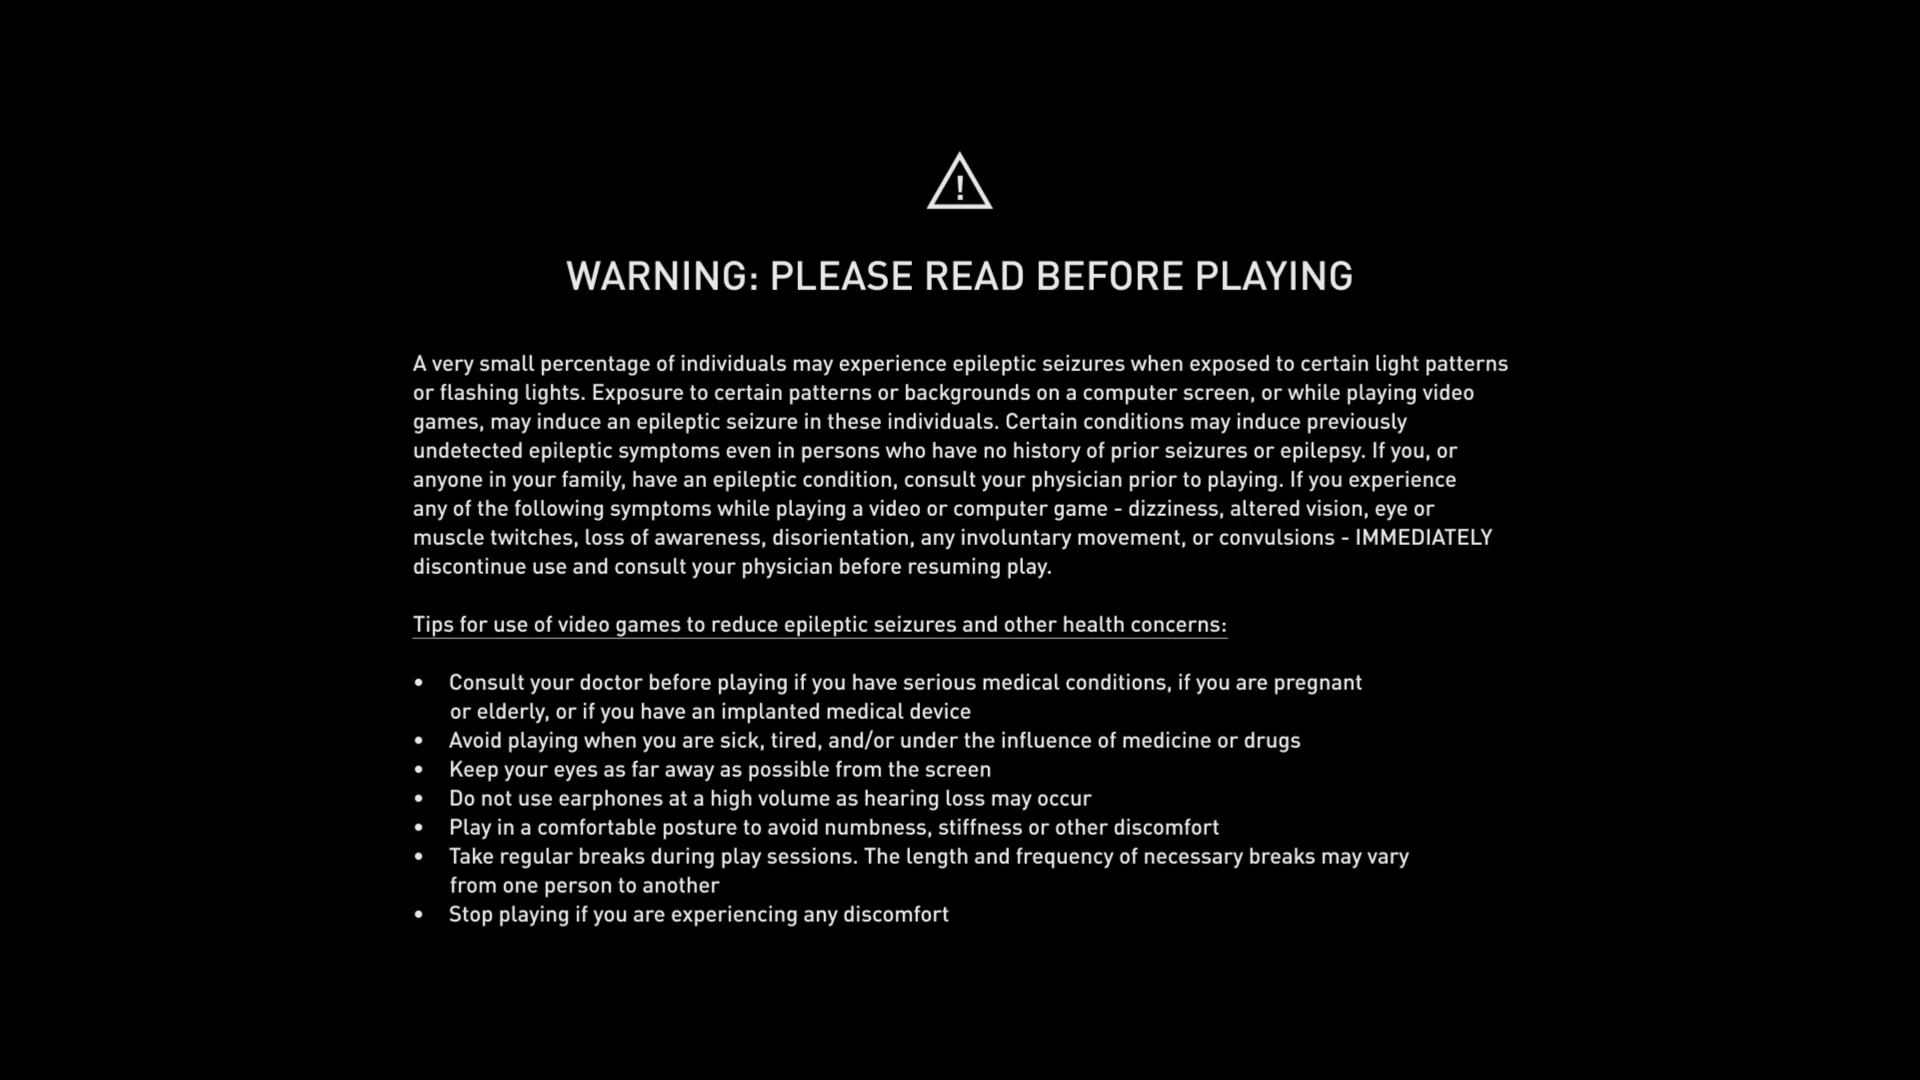 !
WARNING: PLEASE READ BEFORE PLAYING
A very small percentage of individuals may experience epileptic seizures when exposed to certain light patterns
or flashing lights. Exposure to certain patterns or backgrounds on a computer screen, or while playing video
games, may induce an epileptic seizure in these individuals. Certain conditions may induce previously
undetected epileptic symptoms even in persons who have no history of prior seizures or epilepsy. If you, or
anyone in your family, have an epileptic condition, consult your physician prior to playing. If you experience
any of the following symptoms while playing a video or computer game - dizziness, altered vision, eye or
muscle twitches, loss of awareness, disorientation, any involuntary movement, or convulsions - IMMEDIATELY
discontinue use and consult your physician before resuming play.
Tips for use of video games to reduce epileptic seizures and other health concerns:
• Consult your doctor before playing if you have serious medical conditions, if you are pregnant
or elderly, or if you have an implanted medical device
• Avoid playing when you are sick, tired, and/or under the influence of medicine or drugs
• Keep your eyes as far away as possible from the screen
• Do not use earphones at a high volume as hearing loss may occur
• Play in a comfortable posture to avoid numbness, stiffness or other discomfort
• Take regular breaks during play sessions. The length and frequency of necessary breaks may vary
from one person to another
• Stop playing if you are experiencing any discomfort